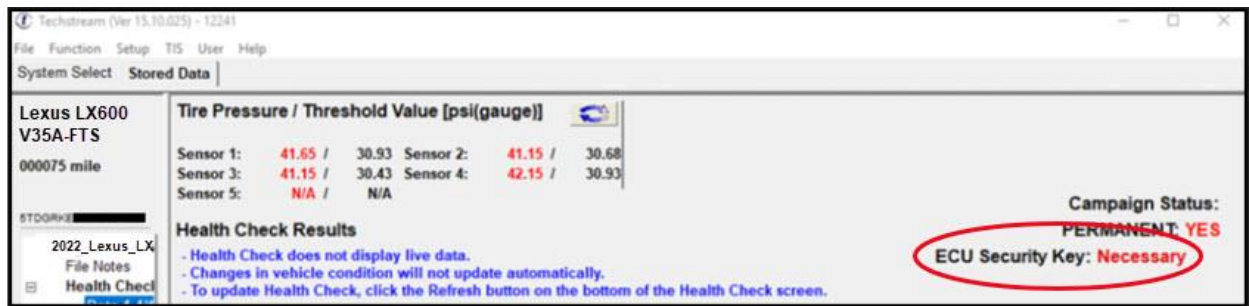 Techstream (Ver 15.10.025) - 12241
File Function Setup TIS User Help
System Select Stored Data
Lexus LX600
V35A-FTS
000075 mile
5TDGRKE
2022_Lexus_LX
File Notes
Health Check
Tire Pressure / Threshold Value [psi(gauge)]
Sensor 1: 41.65 / 30.93 Sensor 2: 41.15 / 30.68
Sensor 3: 41.15 / 30.43 Sensor 4: 42.15 / 30.93
Sensor 5: N/A / N/A
Health Check Results
- Health Check does not display live data.
- Changes in vehicle condition will not update automatically.
- To update Health Check, click the Refresh button on the bottom of the Health Check screen.
Campaign Status:
PERMANENT: YES
ECU Security Key: Necessary